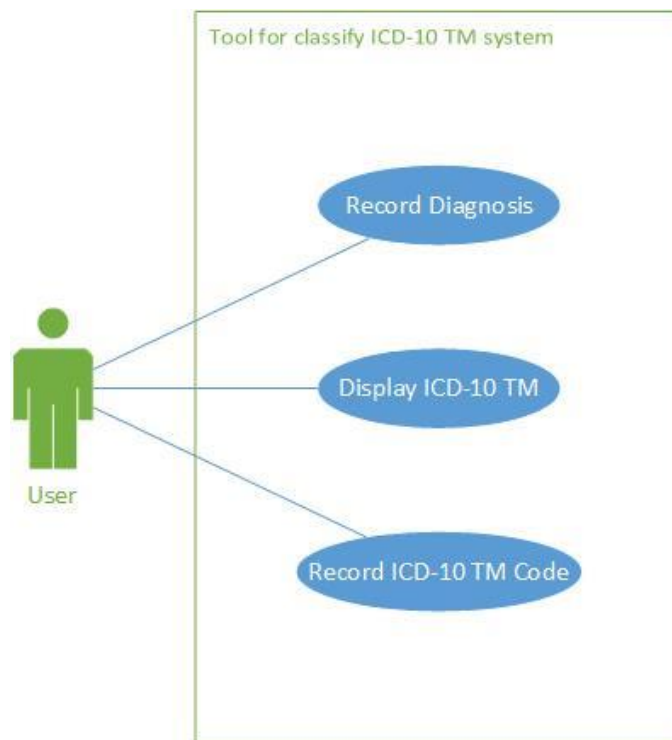 Tool for classify ICD-10 TM system
Record Diagnosis
Display ICD-10 TM
User
Record ICD-10 TM Code